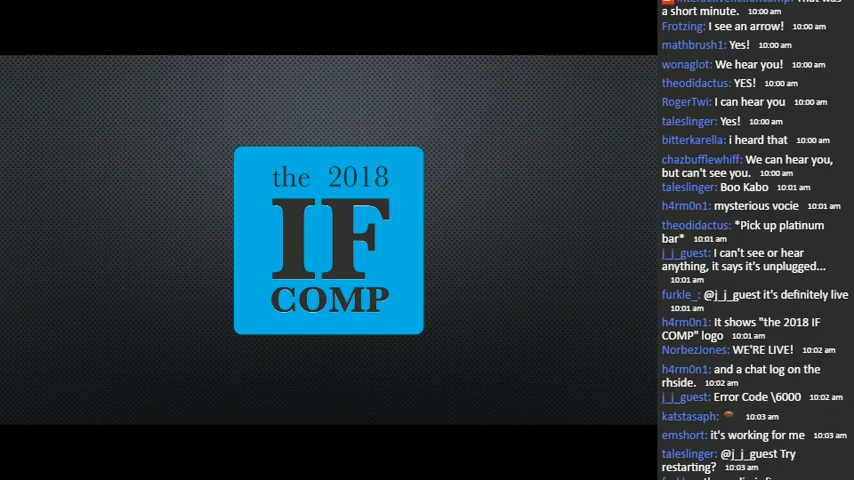 the 2018
IF
COMP
a short minute. 10:00 am
Frotzing: I see an arrow! 10:00 am
mathbrush1: Yes! 10:00 am
wonaglot: We hear you! 10:00 am
theodidactus: YES! 10:00 am
RogerTwi: I can hear you 10:00 am
taleslinger: Yes! 10:00 am
bitterkarella: i heard that 10:00 am
chazbufflewhiff: We can hear you,
but can't see you. 10:00 am
taleslinger: Boo Kabo 10:01 am
h4rm0n1: mysterious vocie 10:01 am
theodidactus: *Pick up platinum
bar* 10:01 am
j_j_guest: I can't see or hear
anything, it says it's unplugged...
10:01 am
furkle_: @j_j_guest it's definitely live
10:01 am
h4rm0n1: It shows "the 2018 IF
COMP" logo 10:01 am
NorbezJones: WE'RE LIVE! 10:02 am
h4rm0n1: and a chat log on the
rhside. 10:02 am
j_j_guest: Error Code \6000 10:02 am
katstasaph: 10:03 am
emshort: it's working for me 10:03 am
taleslinger: @j_j_guest Try
restarting? 10:03 am